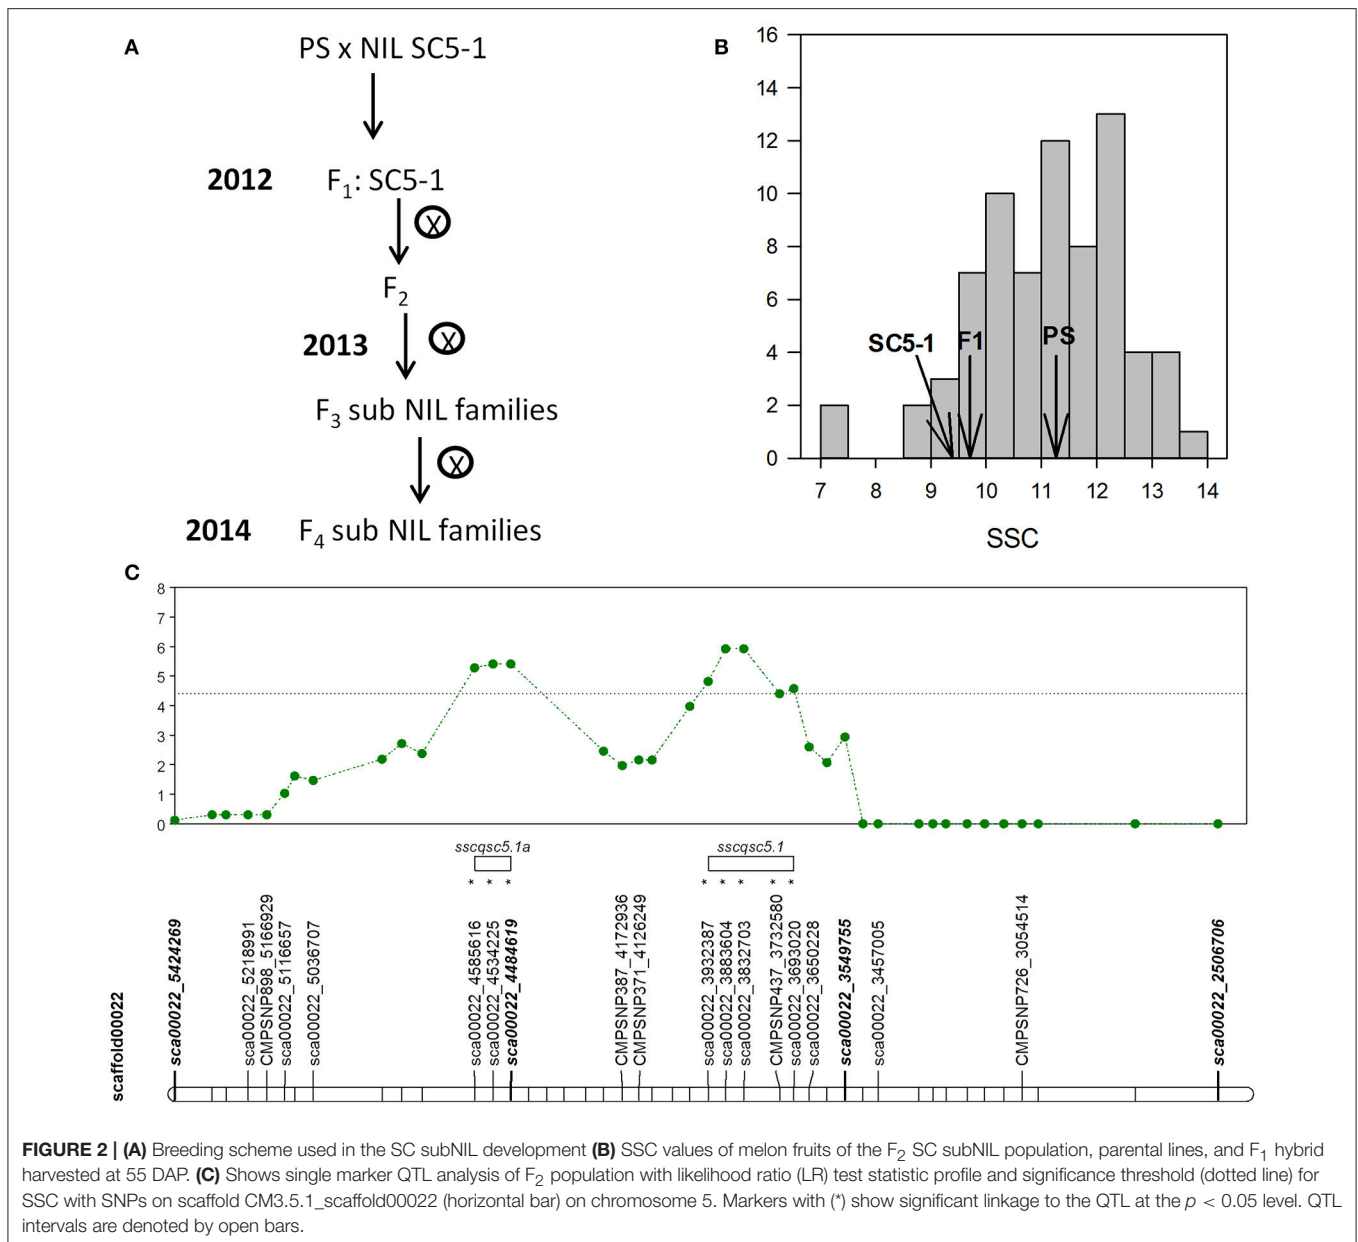 A
PS x NIL SC5-1
2012
F1: SC5-1
X
F2
2013
X
F3 sub NIL families
X
2014
F4 sub NIL families
B
16
14
12
10
8
6
4
2
0
SC5-1
F1
PS
7 8 9 10 11 12 13 14
SSC
C
8
7
6
5
4
3
2
1
0
sscqsc5.1a
sscqsc5.1
* * * * * * * *
scaffold00022
sca00022_5424269
sca00022_5218991
CMPSNP898_5166929
sca00022_5116657
sca00022_5036707
sca00022_4585616
sca00022_4534225
sca00022_4484619
CMPSNP387_4172936
CMPSNP371_4126249
sca00022_3932387
sca00022_3883604
sca00022_3832703
CMPSNP437_3732580
sca00022_3693020
sca00022_3650228
sca00022_3549755
sca00022_3457005
CMPSNP726_3054514
sca00022_2506706
FIGURE 2 | (A) Breeding scheme used in the SC subNIL development (B) SSC values of melon fruits of the F2 SC subNIL population, parental lines, and F1 hybrid
harvested at 55 DAP. (C) Shows single marker QTL analysis of F2 population with likelihood ratio (LR) test statistic profile and significance threshold (dotted line) for
SSC with SNPs on scaffold CM3.5.1_scaffold00022 (horizontal bar) on chromosome 5. Markers with (*) show significant linkage to the QTL at the p < 0.05 level. QTL
intervals are denoted by open bars.